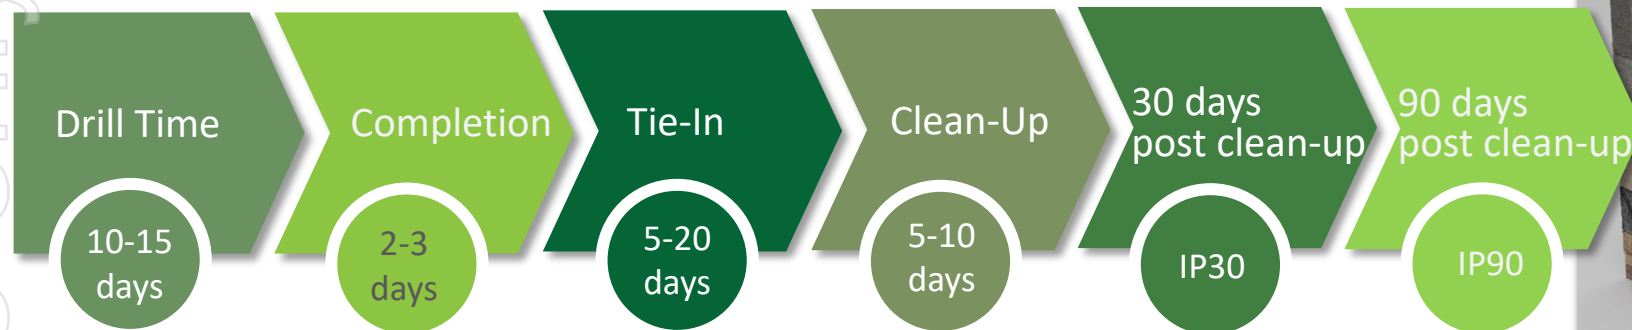 Drill Time
Completion
Tie-In
Clean-Up
30 days
post clean-up
90 days
post clean-up
10-15
days
2-3
days
5-20
days
5-10
days
IP30
IP90